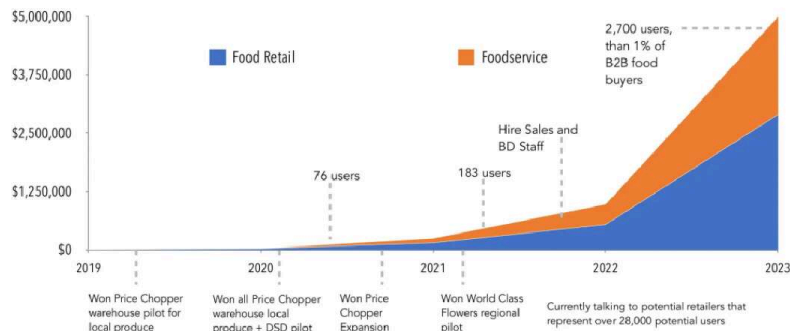 $5,000,000
$3,750,000
$2,500,000
$1,250,000
$0
Food Retail
Foodservice
2,700 users,
than 1% of
B2B food
buyers
Hire Sales and
BD Staff
76 users
183 users
2019
2020
2021
2022
2023
Won Price Chopper
warehouse pilot for
local produce
Won all Price Chopper
warehouse local
produce + DSD pilot
Won Price
Chopper
Expansion
Won World Class
Flowers regional
pilot
Currently talking to potential retailers that
represent over 28,000 potential users